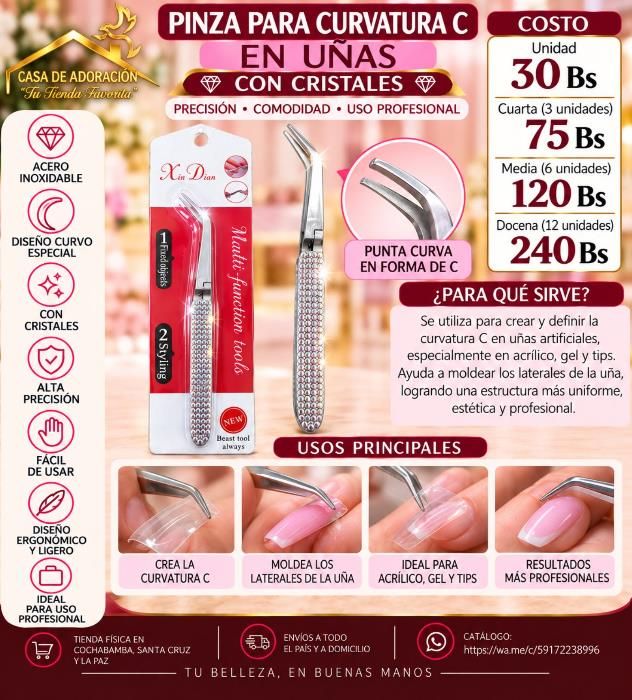 PINZA PARA CURVATURA C
EN UÑAS
CON CRISTALES
PRECISIÓN • COMODIDAD • USO PROFESIONAL
CASA DE ADORACIÓN
"Tu Tienda Favorita"
COSTO
Unidad
30 Bs
Cuarta (3 unidades)
75 Bs
Media (6 unidades)
120 Bs
Docena (12 unidades)
240 Bs
ACERO
INOXIDABLE
DISEÑO CURVO
ESPECIAL
CON
CRISTALES
ALTA
PRECISIÓN
FÁCIL
DE USAR
DISEÑO
ERGONÓMICO
Y LIGERO
IDEAL
PARA USO
PROFESIONAL
Xin Dian
1 Fixed objects
2 Styling
Maulti-function tools
NEW
Beast tool
always
PUNTA CURVA
EN FORMA DE C
¿PARA QUÉ SIRVE?
Se utiliza para crear y definir la
curvatura C en uñas artificiales,
especialmente en acrílico, gel y tips.
Ayuda a moldear los laterales de la uña,
logrando una estructura más uniforme,
estética y profesional.
USOS PRINCIPALES
CREA LA
CURVATURA C
MOLDEA LOS
LATERALES DE LA UÑA
IDEAL PARA
ACRÍLICO, GEL Y TIPS
RESULTADOS
MÁS PROFESIONALES
TIENDA FÍSICA EN
COCHABAMBA, SANTA CRUZ
Y LA PAZ
ENVÍOS A TODO
EL PAÍS Y A DOMICILIO
CATÁLOGO:
https://wa.me/c/59172238996
TU BELLEZA, EN BUENAS MANOS